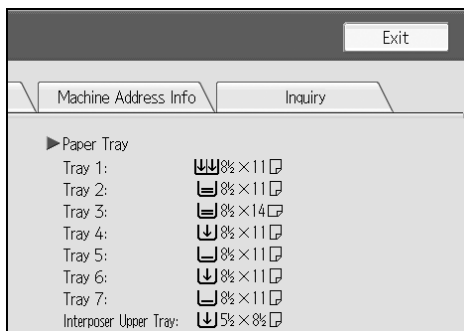 Exit
Machine Address Info Inquiry
▶Paper Tray
Tray 1: 8½×11
Tray 2: 8½×11
Tray 3: 8½×14
Tray 4: 8½×11
Tray 5: 8½×11
Tray 6: 8½×11
Tray 7: 8½×11
Interposer Upper Tray: 5½×8½